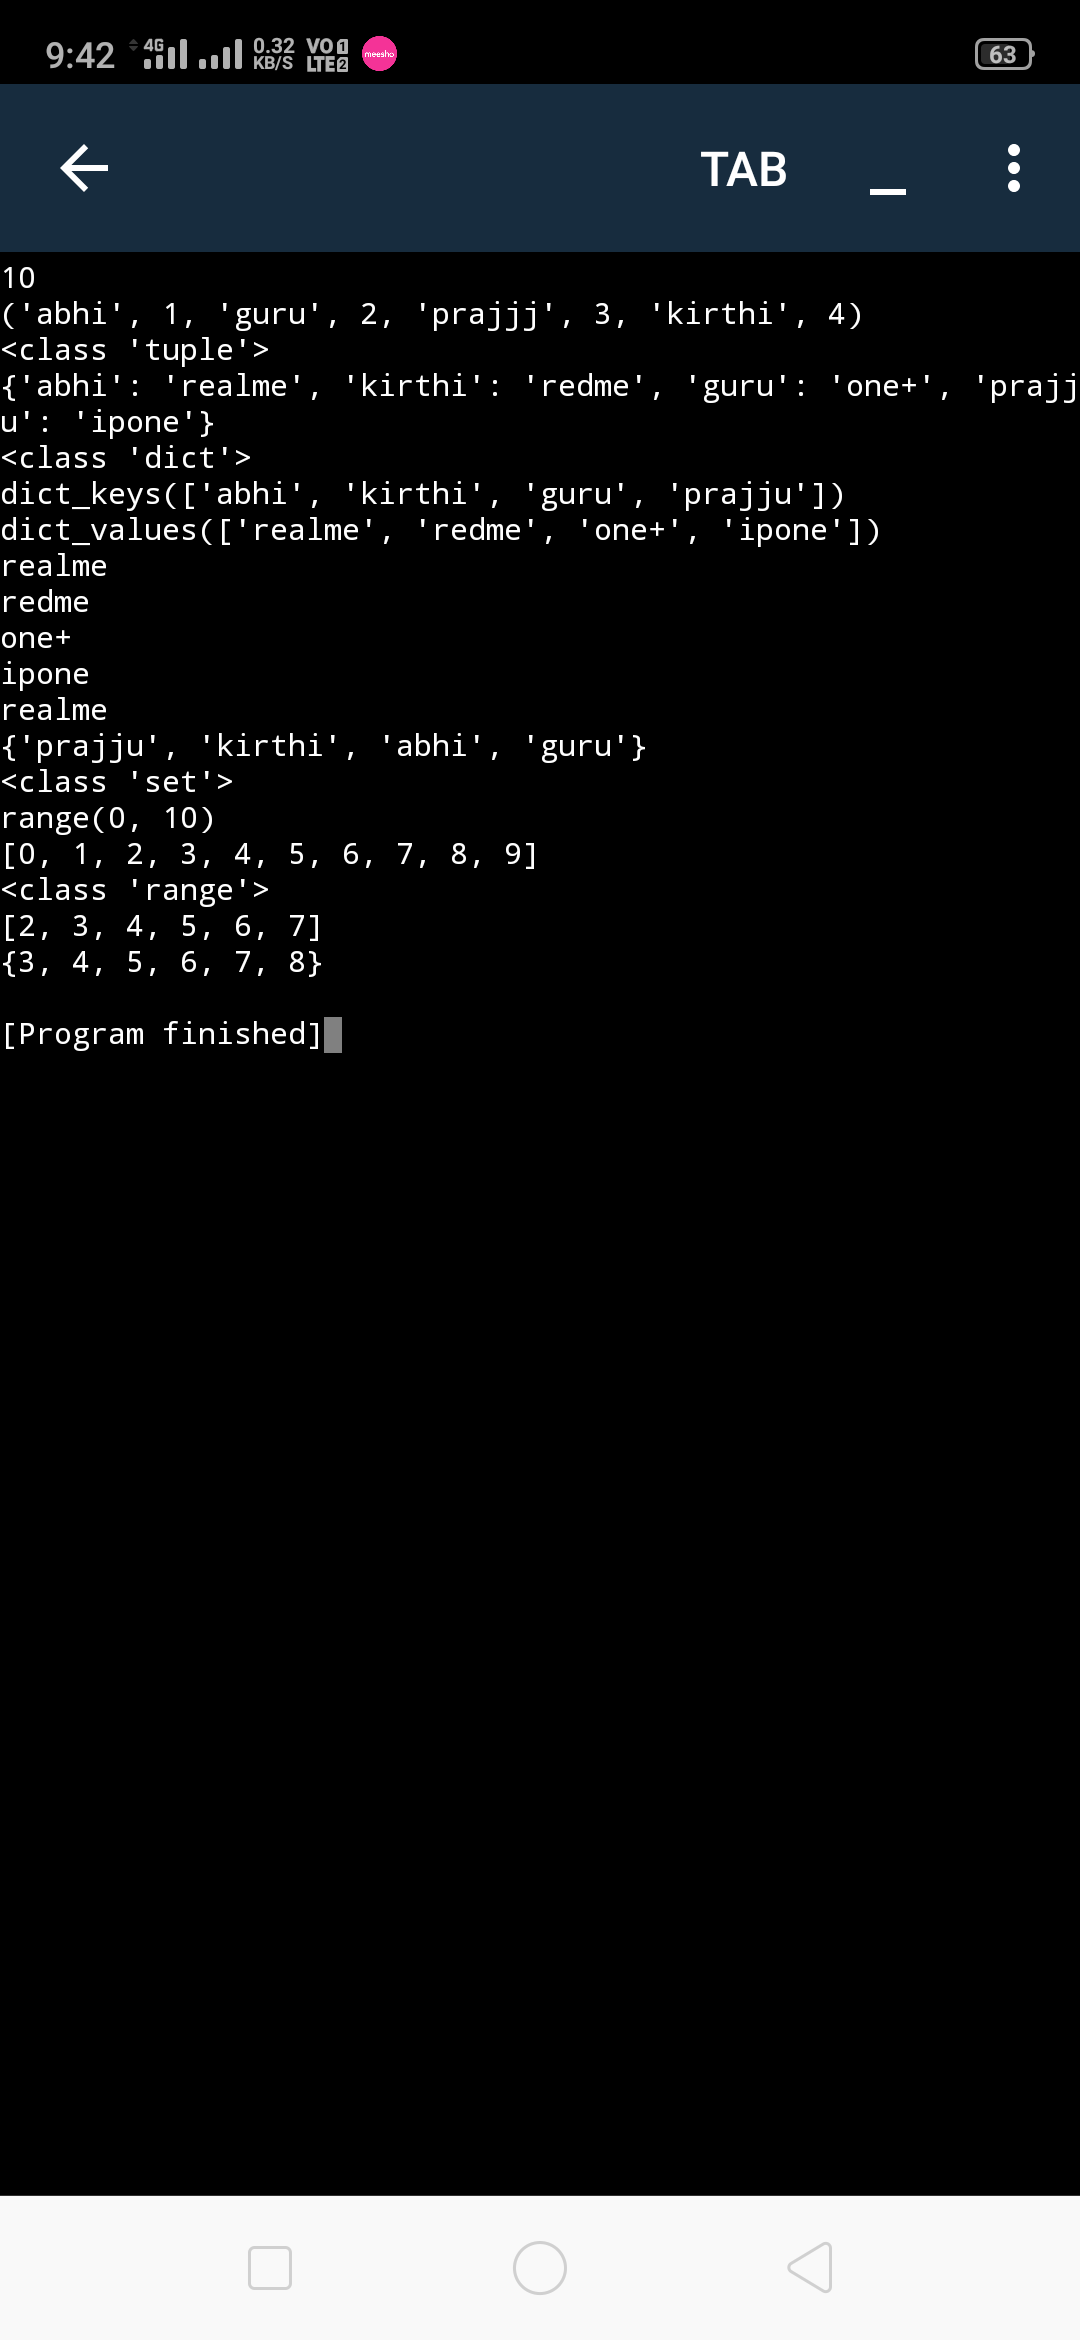 9:42 4G 0.32 KB/S VO 1 LTE 2 meesho 63
TAB
10
('abhi', 1, 'guru', 2, 'prajjj', 3, 'kirthi', 4)
<class 'tuple'>
{'abhi': 'realme', 'kirthi': 'redme', 'guru': 'one+', 'prajj
u': 'ipone'}
<class 'dict'>
dict_keys(['abhi', 'kirthi', 'guru', 'prajju'])
dict_values(['realme', 'redme', 'one+', 'ipone'])
realme
redme
one+
ipone
realme
{'prajju', 'kirthi', 'abhi', 'guru'}
<class 'set'>
range(0, 10)
[0, 1, 2, 3, 4, 5, 6, 7, 8, 9]
<class 'range'>
[2, 3, 4, 5, 6, 7]
{3, 4, 5, 6, 7, 8}
[Program finished]